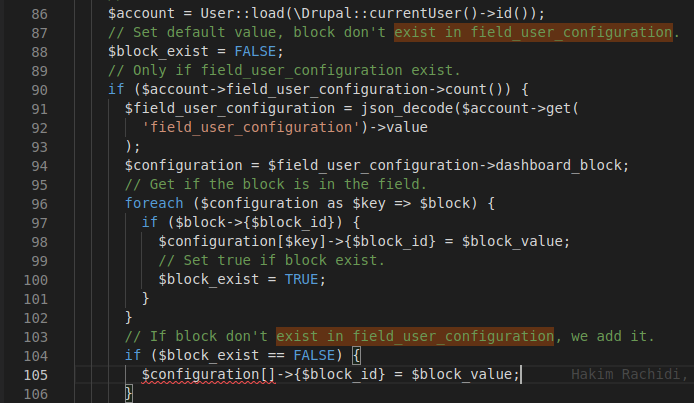 86 $account = User::load(\Drupal::currentUser()->id());
87 // Set default value, block don't exist in field_user_configuration.
88 $block_exist = FALSE;
89 // Only if field_user_configuration exist.
90 if ($account->field_user_configuration->count()) {
91 $field_user_configuration = json_decode($account->get(
92 'field_user_configuration')->value
93 );
94 $configuration = $field_user_configuration->dashboard_block;
95 // Get if the block is in the field.
96 foreach ($configuration as $key => $block) {
97 if ($block->{$block_id}) {
98 $configuration[$key]->{$block_id} = $block_value;
99 // Set true if block exist.
100 $block_exist = TRUE;
101 }
102 }
103 // If block don't exist in field_user_configuration, we add it.
104 if ($block_exist == FALSE) {
105 $configuration[]->{$block_id} = $block_value; Hakim Rachidi,
106 }